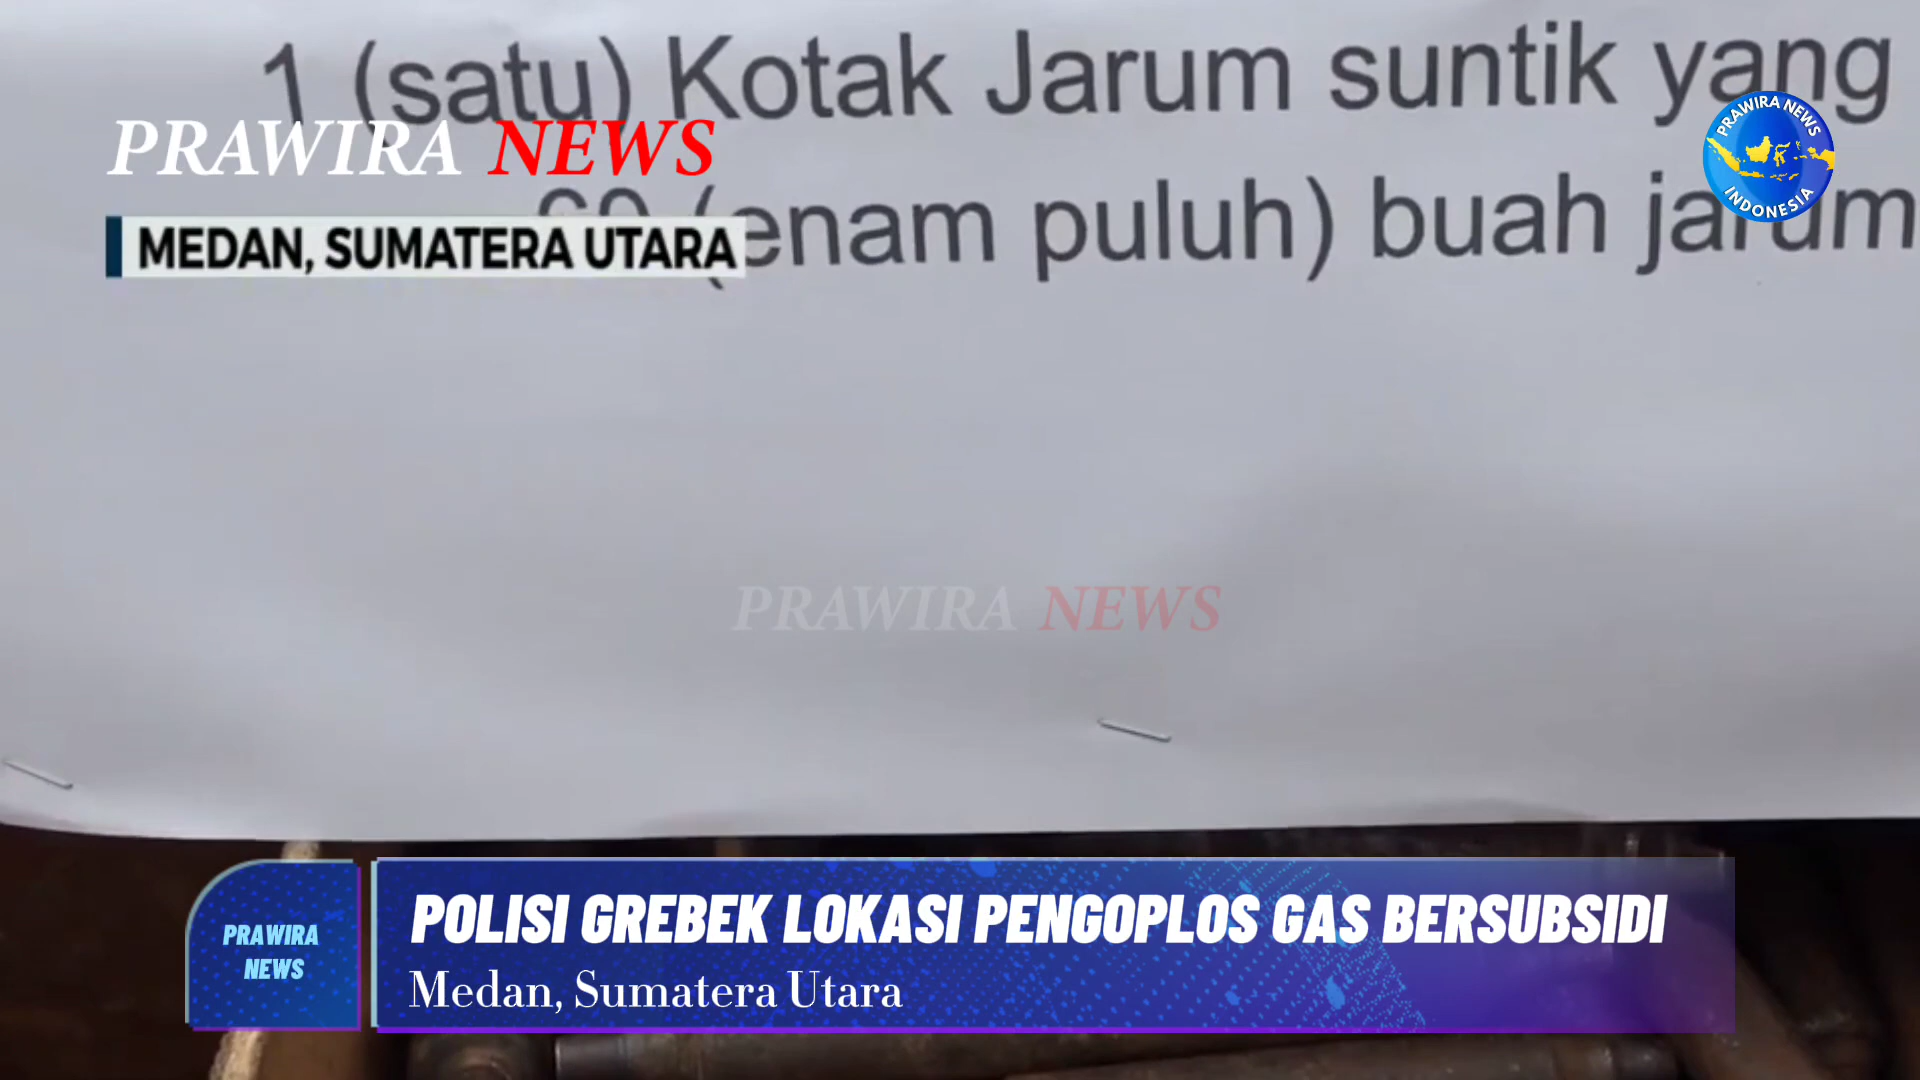 1 (satu) Kotak Jarum suntik yang
PRAWIRA NEWS
PRAWIRA NEWS
INDONESIA
(enam puluh) buah jarum
MEDAN, SUMATERA UTARA
PRAWIRA NEWS
POLISI GREBEK LOKASI PENGOPLOS GAS BERSUBSIDI
PRAWIRA
NEWS
Medan, Sumatera Utara